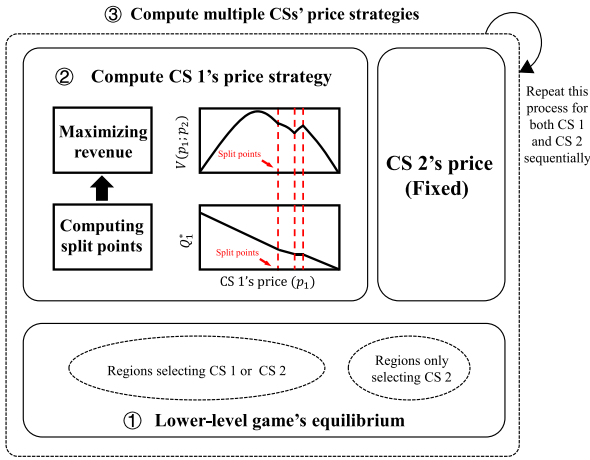 ③ Compute multiple CSs' price strategies
② Compute CS 1's price strategy
Maximizing
revenue
Computing
split points
V(p₁; p₂)
Split points
Q₁*
Split points
CS 1's price (p₁)
CS 2's price
(Fixed)
Repeat this
process for
both CS 1
and CS 2
sequentially
Regions selecting CS 1 or CS 2
Regions only
selecting CS 2
① Lower-level game's equilibrium